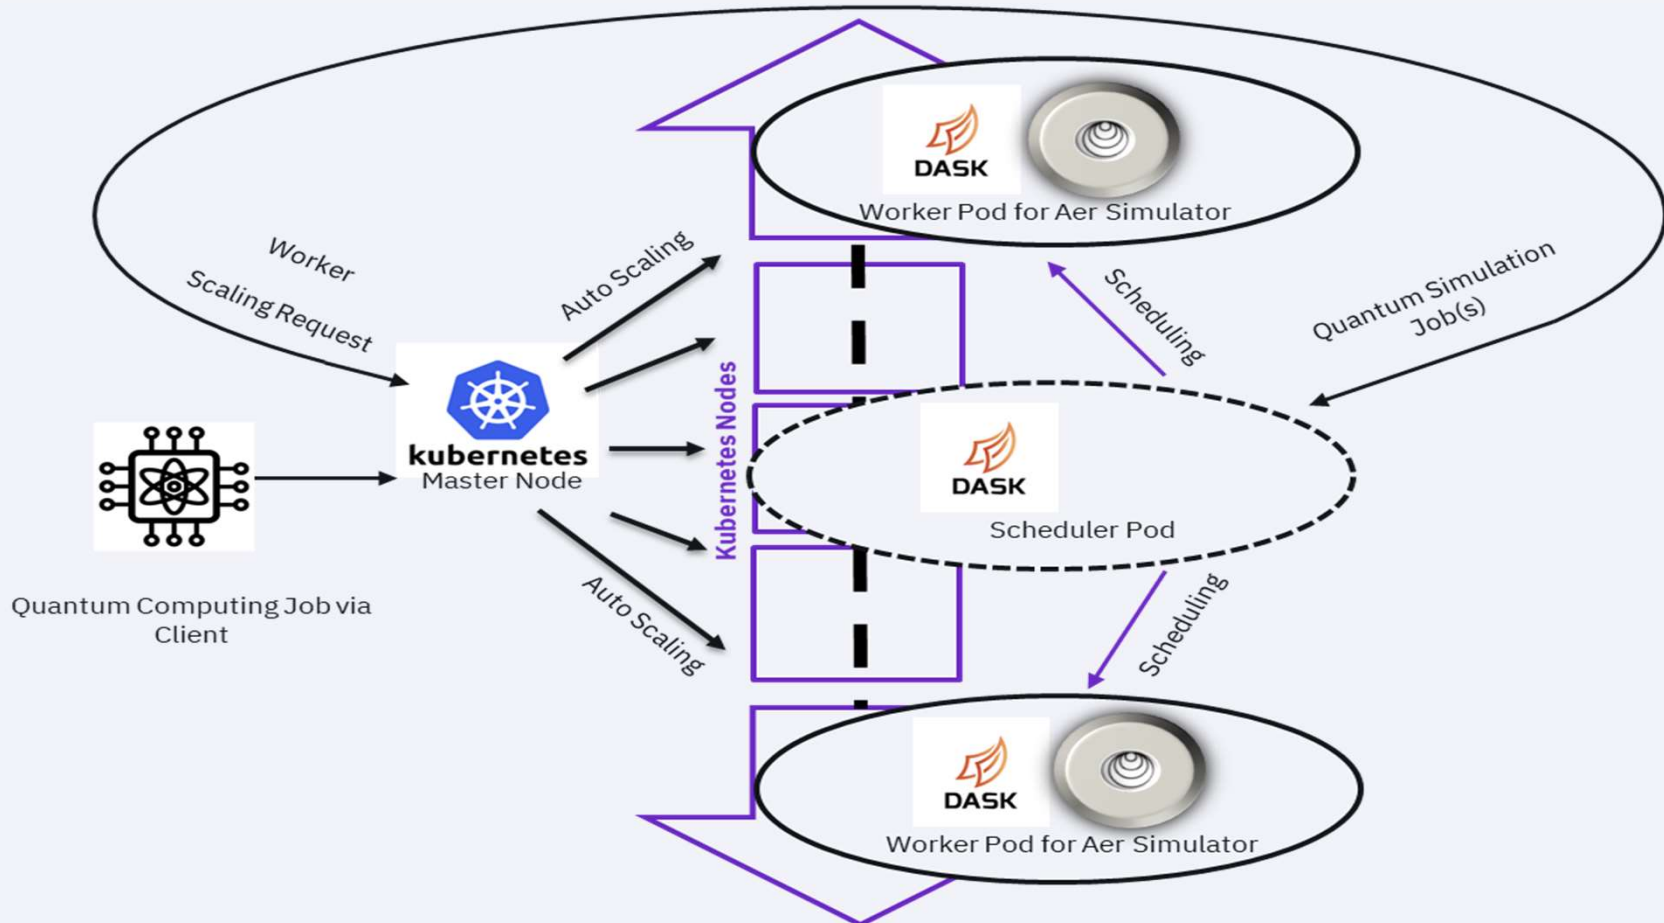 DASK
Worker Pod for Aer Simulator
Worker
Scaling Request
Auto Scaling
Scheduling
Quantum Simulation
Job(s)
kubernetes
Master Node
Kubernetes Nodes
DASK
Scheduler Pod
Quantum Computing Job via
Client
Auto Scaling
Scheduling
DASK
Worker Pod for Aer Simulator